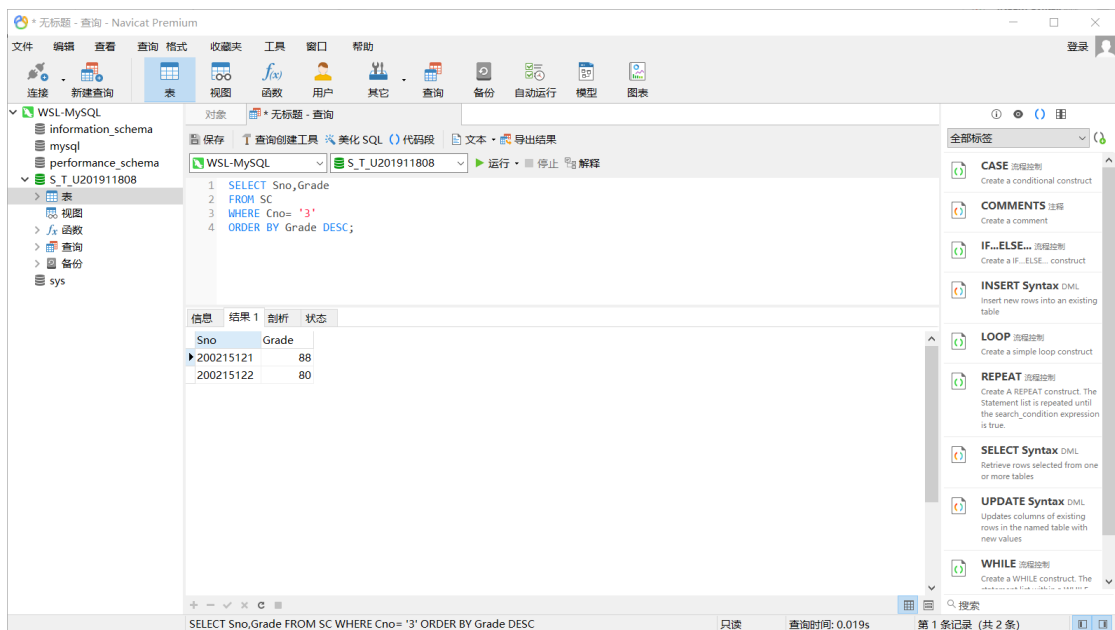 * 无标题 - 查询 - Navicat Premium
文件 编辑 查看 查询 格式 收藏夹 工具 窗口 帮助 登录
连接 新建查询 表 视图 函数 用户 其它 查询 备份 自动运行 模型 图表
WSL-MySQL
information_schema
mysql
performance_schema
S_T_U201911808
表
视图
函数
查询
备份
sys
对象 * 无标题 - 查询
保存 查询创建工具 美化 SQL () 代码段 文本 导出结果
WSL-MySQL S_T_U201911808 运行 停止 解释
1 SELECT Sno,Grade
2 FROM SC
3 WHERE Cno= '3'
4 ORDER BY Grade DESC;
信息 结果 1 剖析 状态
Sno Grade
200215121 88
200215122 80
全部标签
CASE 流程控制
Create a conditional construct
COMMENTS 注释
Create a comment
IF...ELSE... 流程控制
Create a IF...ELSE... construct
INSERT Syntax DML
Insert new rows into an existing
table
LOOP 流程控制
Create a simple loop construct
REPEAT 流程控制
Create A REPEAT construct. The
Statement list is repeated until
the search_condition expression
is true.
SELECT Syntax DML
Retrieve rows selected from one
or more tables
UPDATE Syntax DML
Updates columns of existing
rows in the named table with
new values
WHILE 流程控制
Create a WHILE construct. The
搜索
SELECT Sno,Grade FROM SC WHERE Cno= '3' ORDER BY Grade DESC 只读 查询时间: 0.019s 第 1 条记录 (共 2 条)